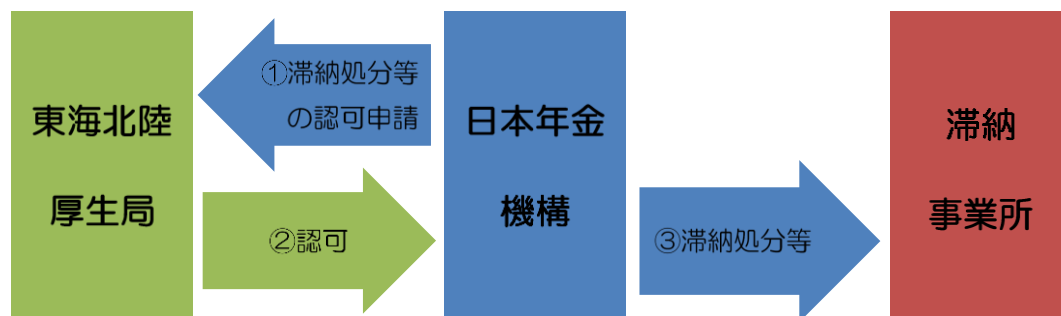 東海北陸
厚生局
①滞納処分等
の認可申請
②認可
日本年金
機構
③滞納処分等
滞納
事業所